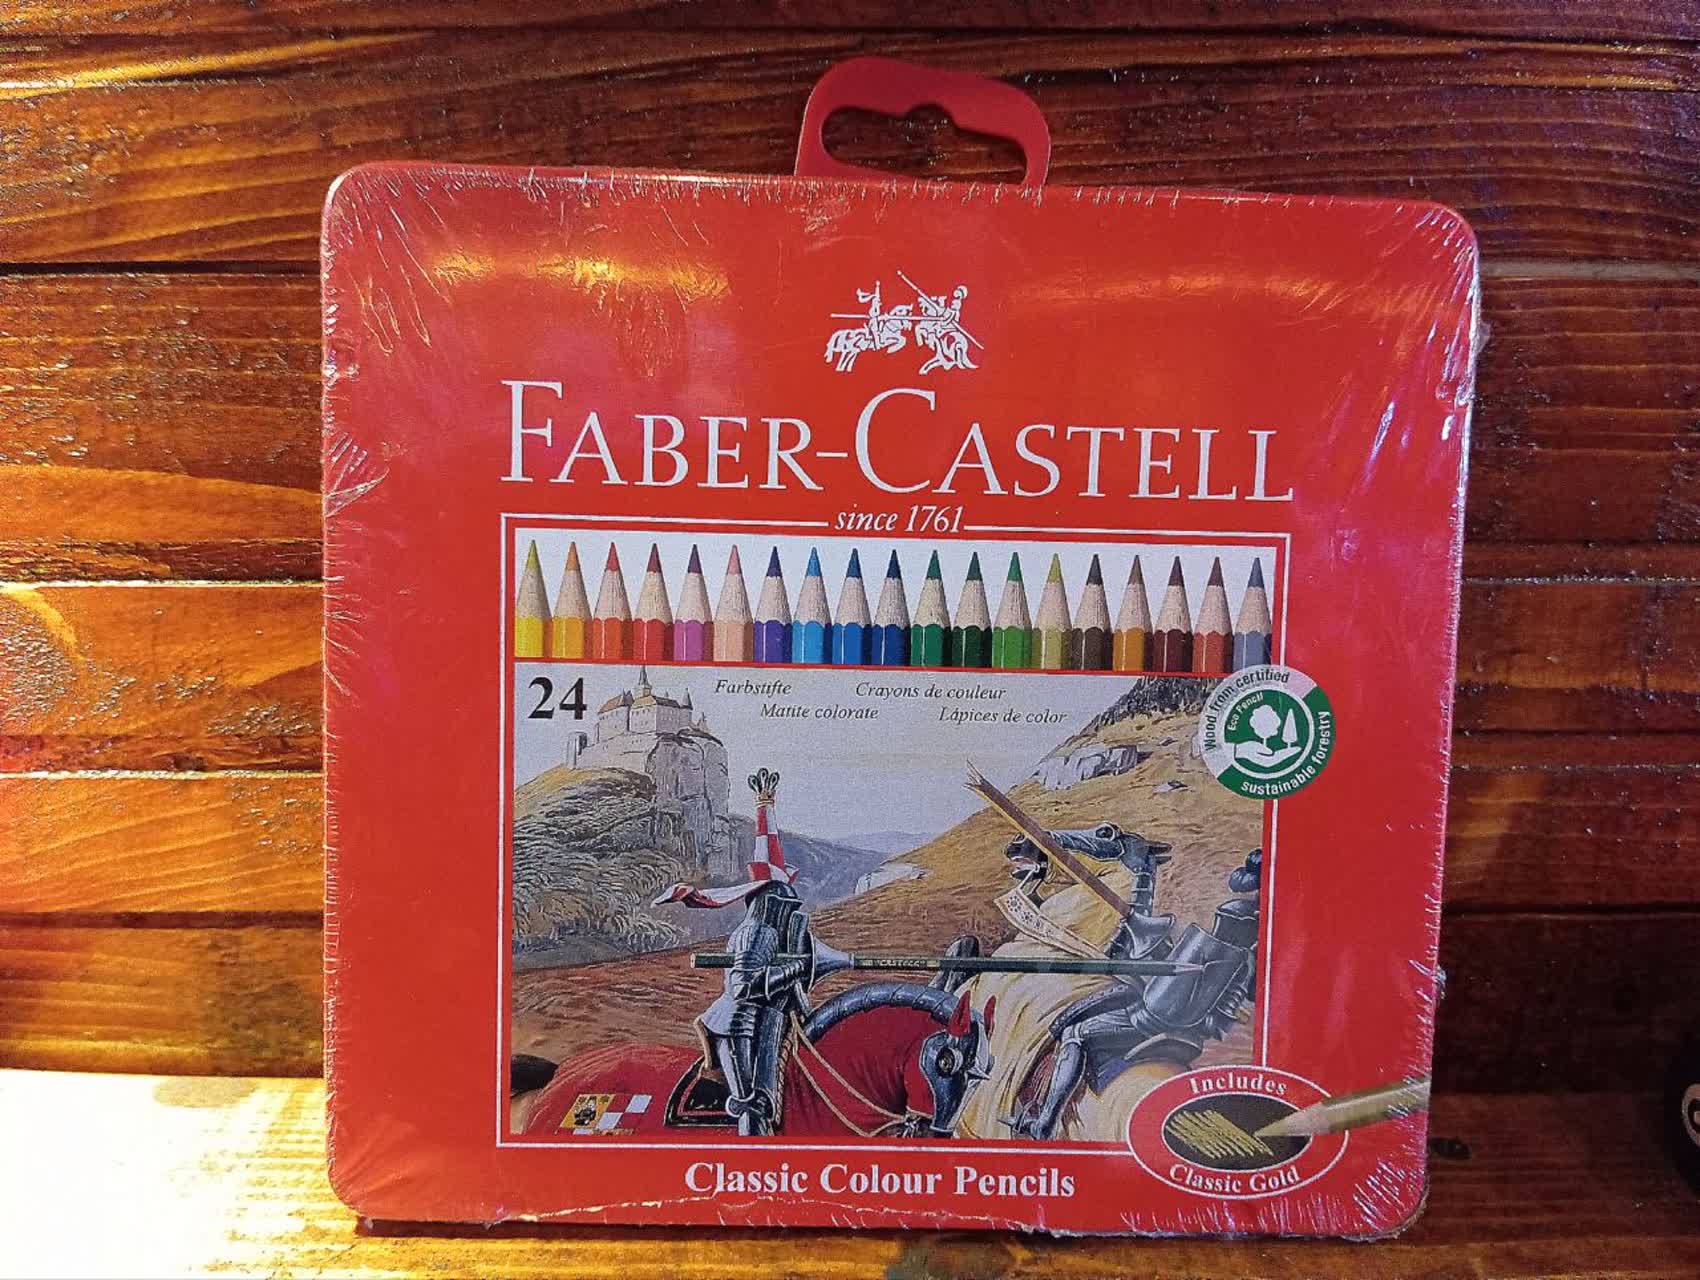 FABER-CASTELL
since 1761
24
Farbstifte
Crayons de couleur
Matite colorate
Lápices de color
Wood from certified
Eco Pencil
sustainable forestry
CASTELL
Includes
Classic Gold
Classic Colour Pencils